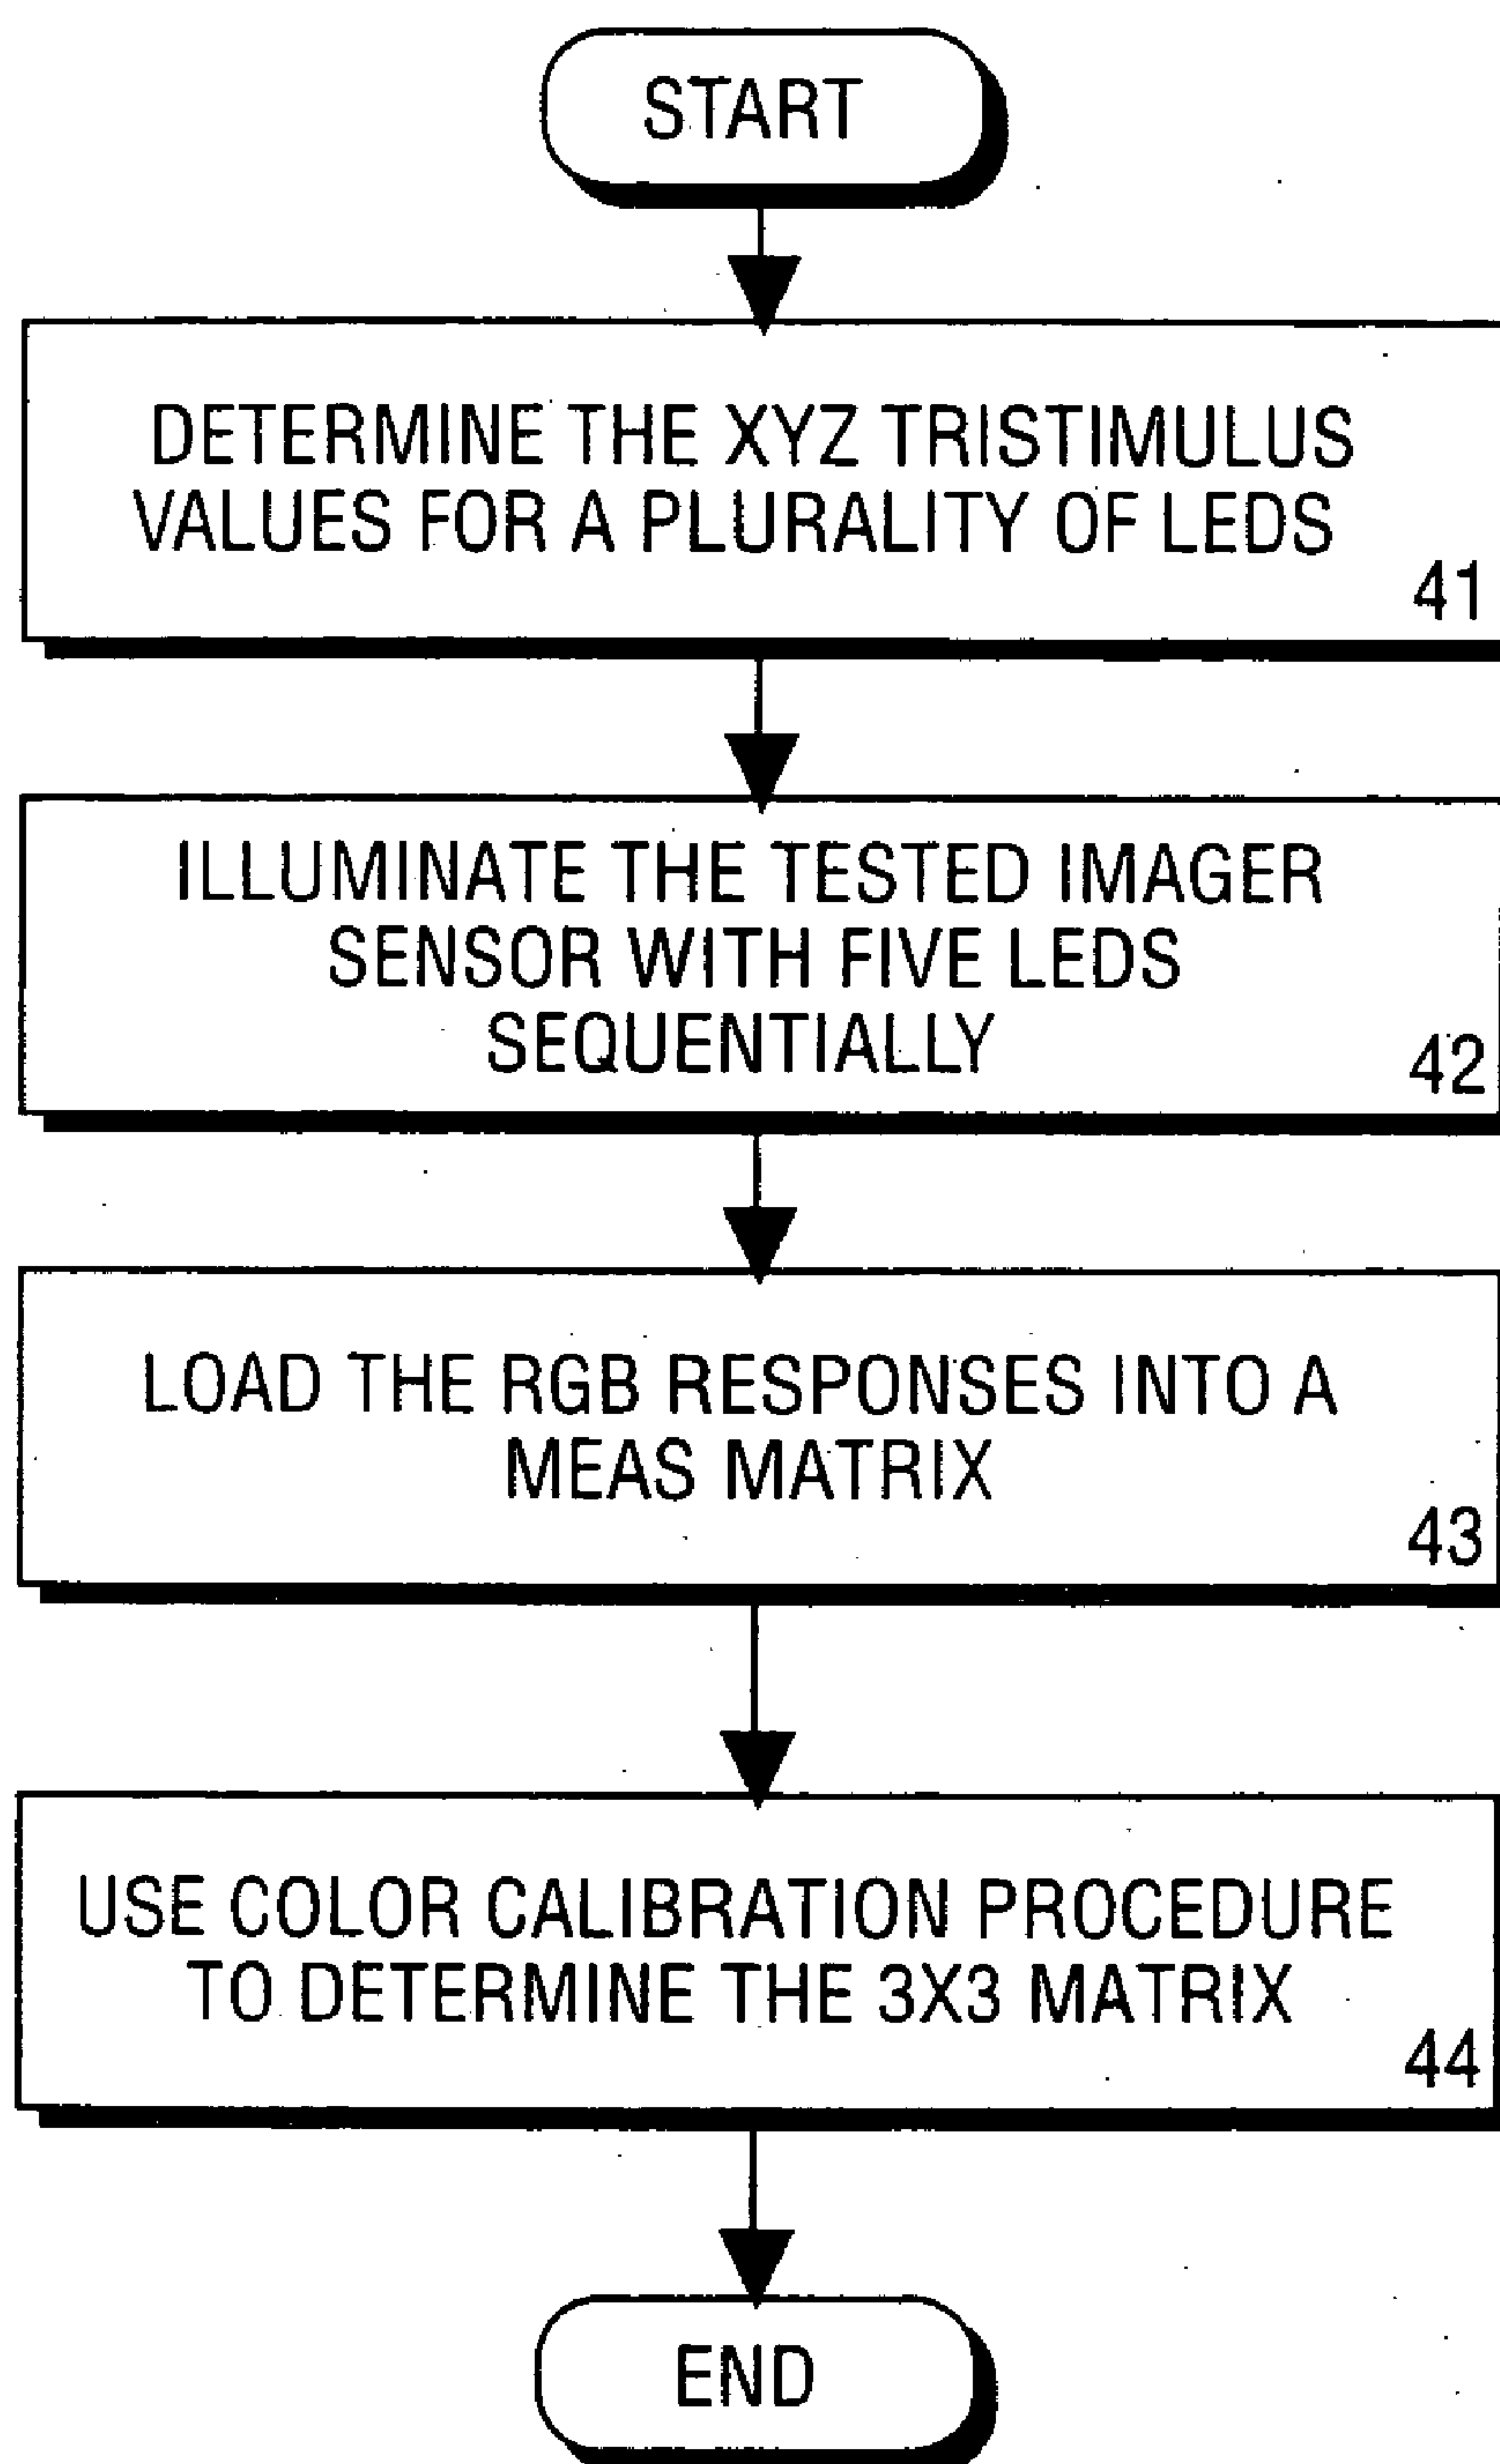 START
DETERMINE THE XYZ TRISTIMULUS
VALUES FOR A PLURALITY OF LEDS
41
ILLUMINATE THE TESTED IMAGER
SENSOR WITH FIVE LEDS
SEQUENTIALLY
42
LOAD THE RGB RESPONSES INTO A
MEAS MATRIX
43
USE COLOR CALIBRATION PROCEDURE
TO DETERMINE THE 3X3 MATRIX
44
END